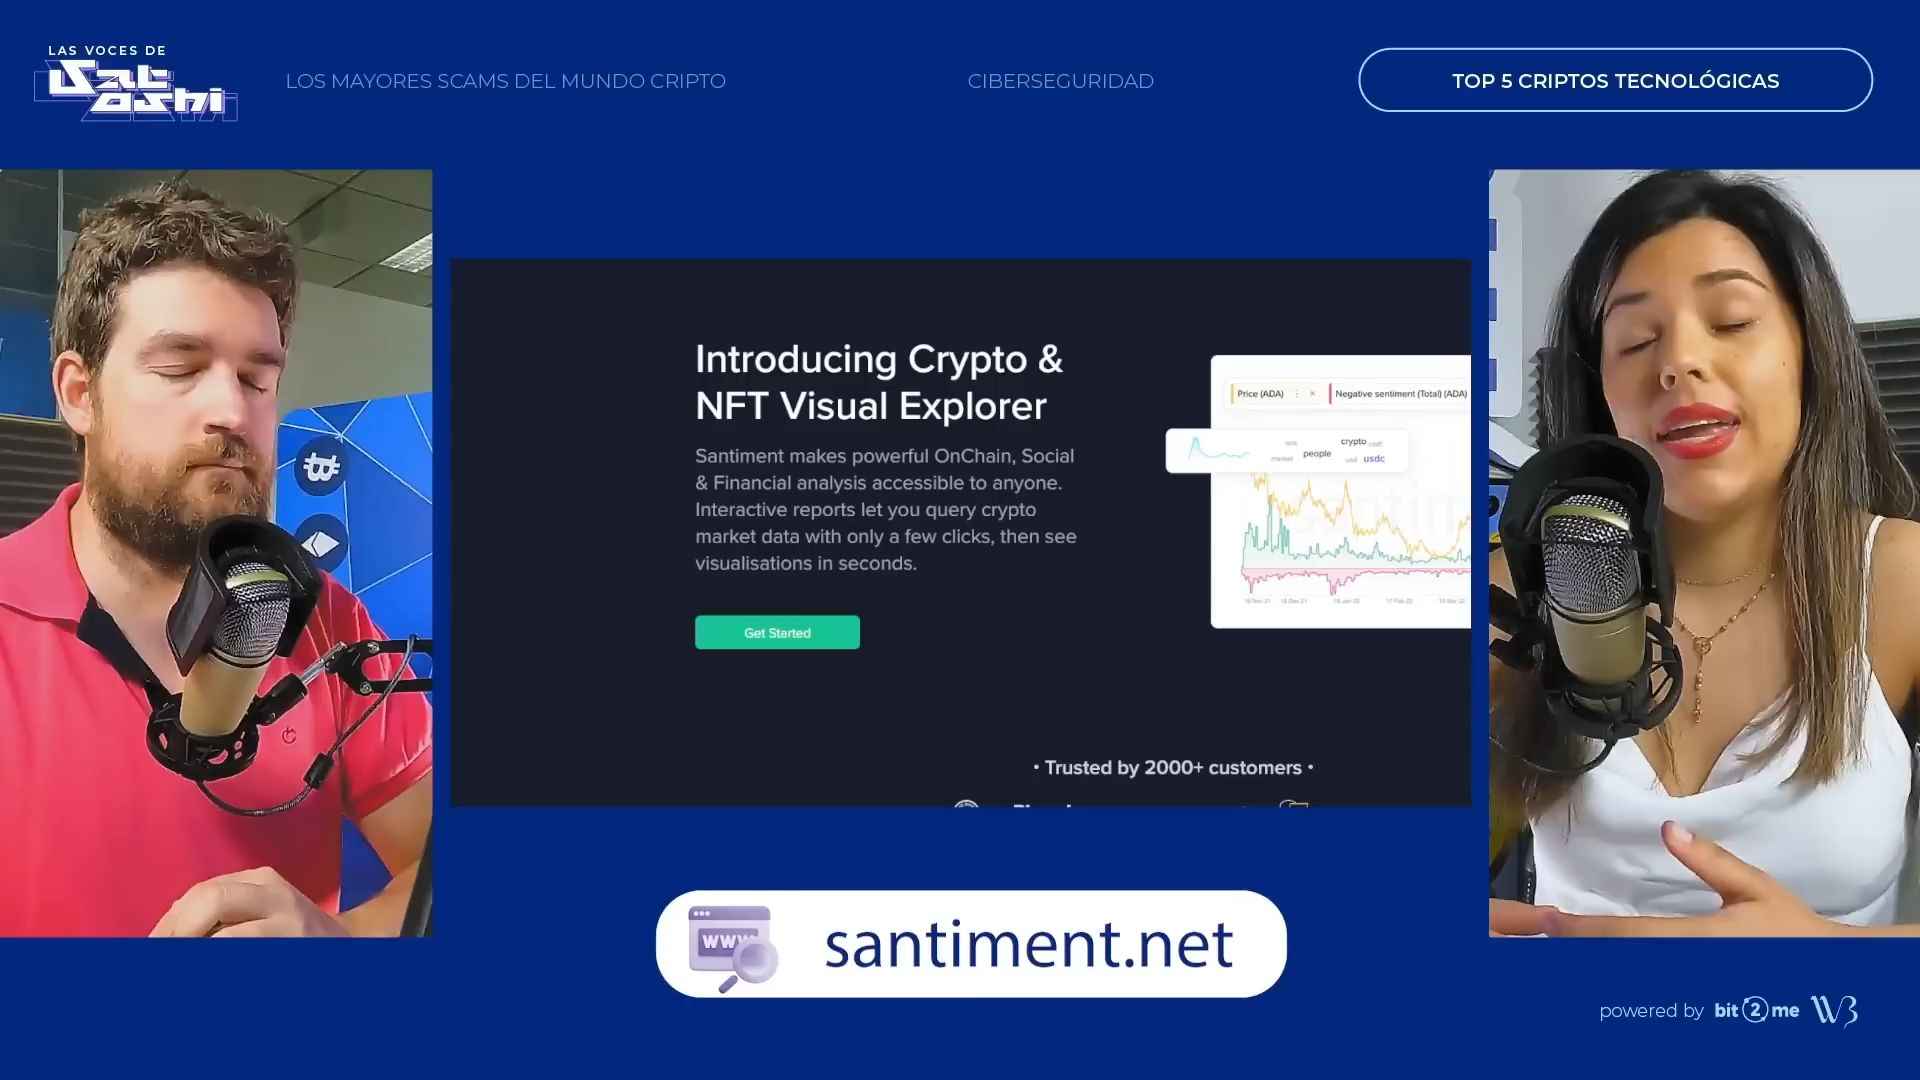 LAS VOCES DE
Satoshi
LOS MAYORES SCAMS DEL MUNDO CRIPTO
CIBERSEGURIDAD
TOP 5 CRIPTOS TECNOLÓGICAS
Introducing Crypto &
NFT Visual Explorer
Santiment makes powerful OnChain, Social
& Financial analysis accessible to anyone.
Interactive reports let you query crypto
market data with only a few clicks, then see
visualisations in seconds.
Get Started
Price (ADA)
Negative sentiment (Total) (ADA)
crypto
people
usdc
• Trusted by 2000+ customers •
www
santiment.net
powered by bit2me W3